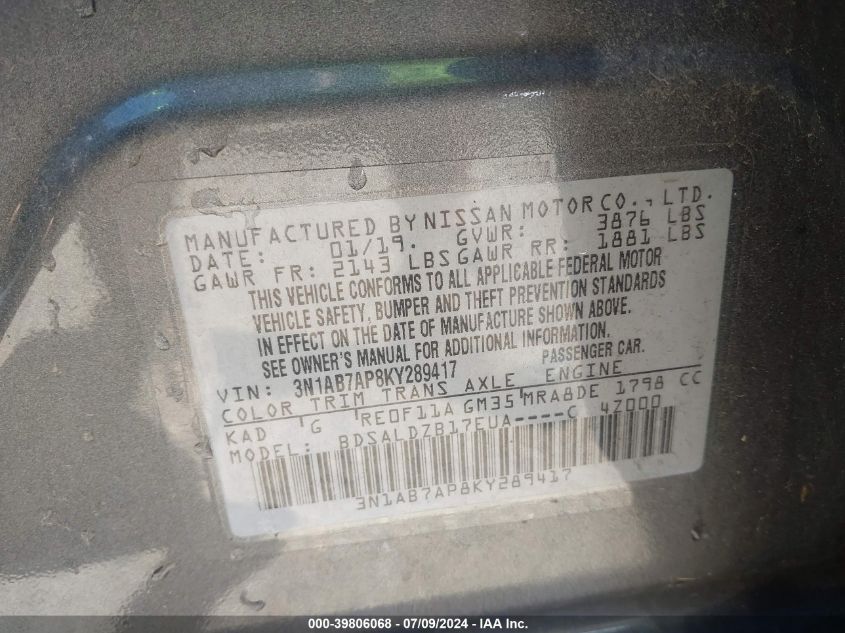 MANUFACTURED BY NISSAN MOTOR CO., LTD.
DATE: 01/19. GVWR: 3876 LBS
GAWR FR: 2143 LBS GAWR RR: 1881 LBS
THIS VEHICLE CONFORMS TO ALL APPLICABLE FEDERAL MOTOR
VEHICLE SAFETY, BUMPER AND THEFT PREVENTION STANDARDS
IN EFFECT ON THE DATE OF MANUFACTURE SHOWN ABOVE.
SEE OWNER'S MANUAL FOR ADDITIONAL INFORMATION.
VIN: 3N1AB7AP8KY289417 PASSENGER CAR.
COLOR TRIM TRANS AXLE ENGINE
KAD G RE0F11A GM35 MRA8DE 1798 CC
MODEL: BDSALDZB17EUA----C 4Z000
3N1AB7AP8KY289417
000-39806068 / 07/09/2024 - IAA Inc.